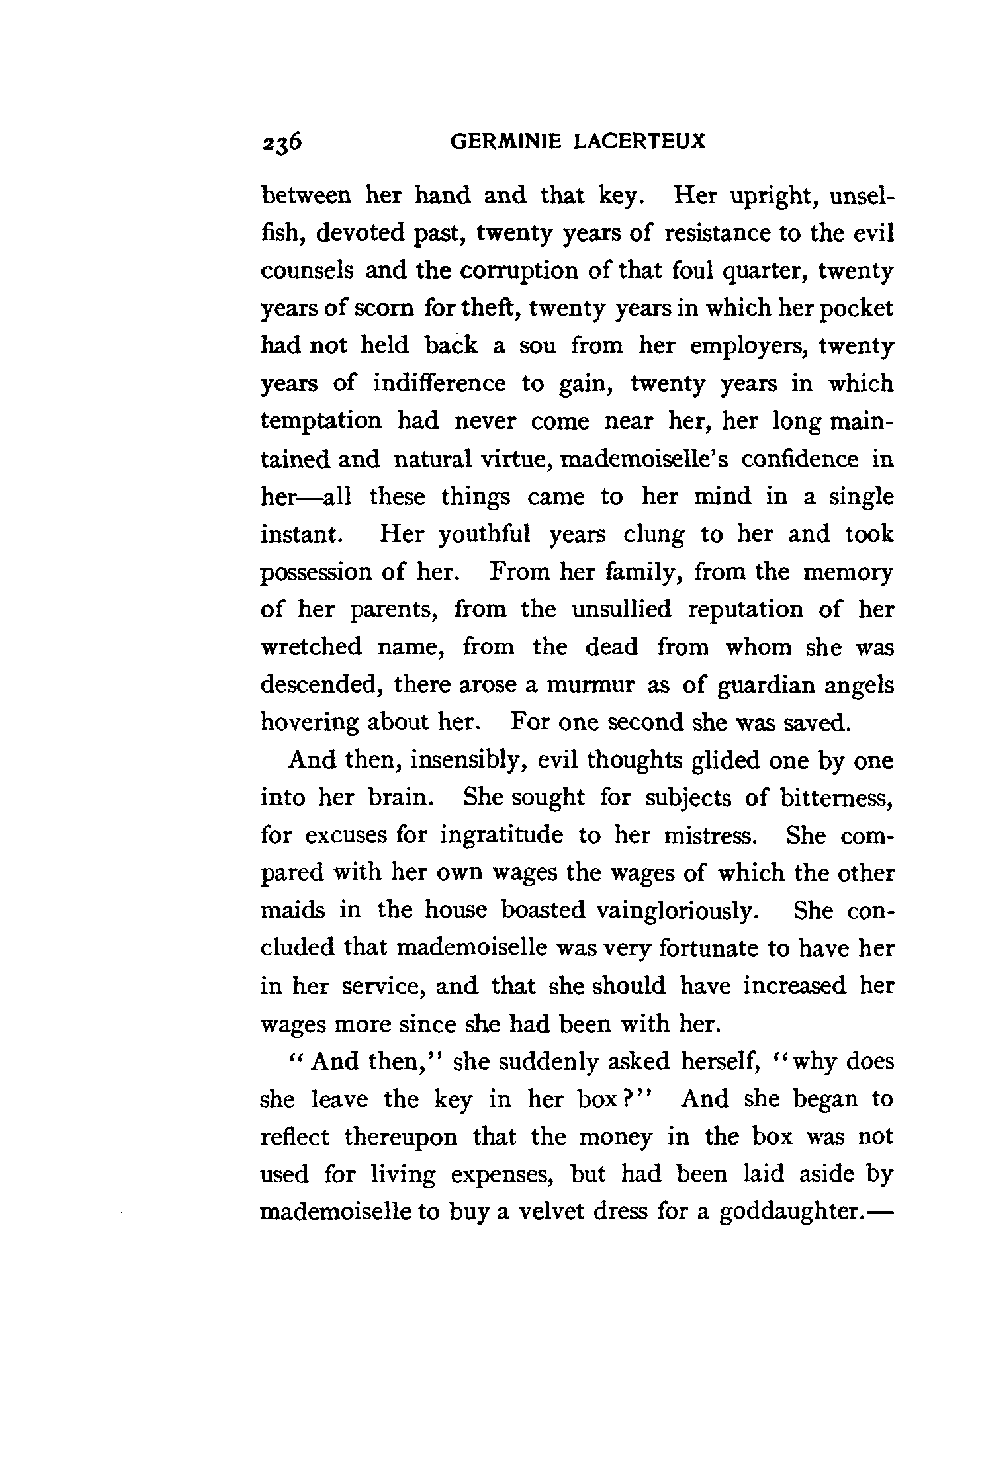 236 GERMINIE LACERTEUX
between her hand and that key. Her upright, unsel-
fish, devoted past, twenty years of resistance to the evil
counsels and the corruption of that foul quarter, twenty
years of scorn for theft, twenty years in which her pocket
had not held back a sou from her employers, twenty
years of indifference to gain, twenty years in which
temptation had never come near her, her long main-
tained and natural virtue, mademoiselle's confidence in
her—all these things came to her mind in a single
instant. Her youthful years clung to her and took
possession of her. From her family, from the memory
of her parents, from the unsullied reputation of her
wretched name, from the dead from whom she was
descended, there arose a murmur as of guardian angels
hovering about her. For one second she was saved.
And then, insensibly, evil thoughts glided one by one
into her brain. She sought for subjects of bitterness,
for excuses for ingratitude to her mistress. She com-
pared with her own wages the wages of which the other
maids in the house boasted vaingloriously. She con-
cluded that mademoiselle was very fortunate to have her
in her service, and that she should have increased her
wages more since she had been with her.
"And then," she suddenly asked herself, "why does
she leave the key in her box?" And she began to
reflect thereupon that the money in the box was not
used for living expenses, but had been laid aside by
mademoiselle to buy a velvet dress for a goddaughter.—